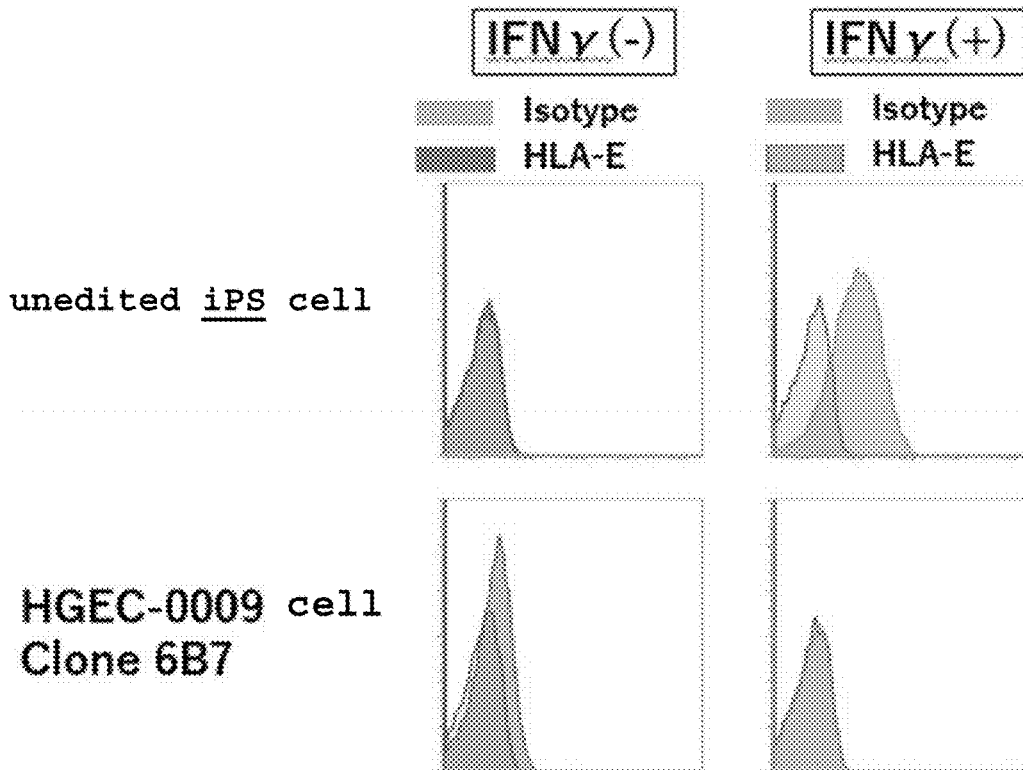 IFNγ(-)
IFNγ(+)
Isotype
HLA-E
Isotype
HLA-E
unedited iPS cell
HGEC-0009 cell
Clone 6B7